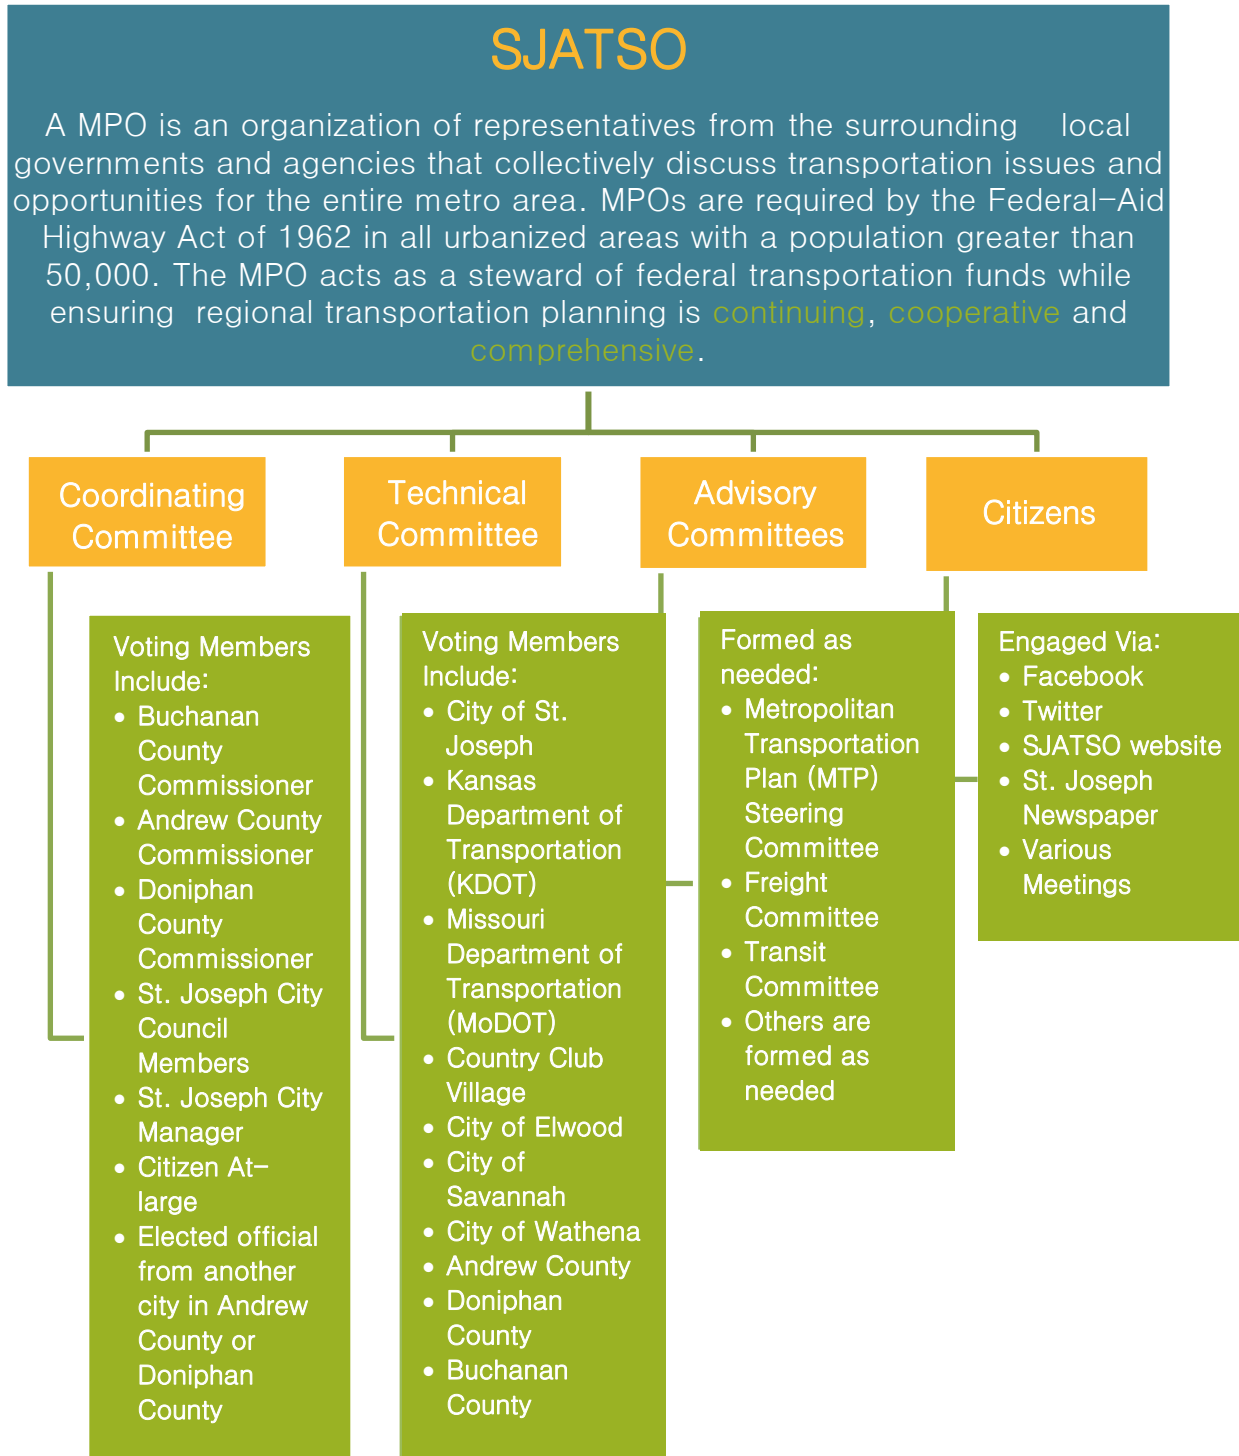 SJATSO
A MPO is an organization of representatives from the surrounding local
governments and agencies that collectively discuss transportation issues and
opportunities for the entire metro area. MPOs are required by the Federal-Aid
Highway Act of 1962 in all urbanized areas with a population greater than
50,000. The MPO acts as a steward of federal transportation funds while
ensuring regional transportation planning is continuing, cooperative and
comprehensive.
Coordinating
Committee
Voting Members
Include:
• Buchanan
County
Commissioner
• Andrew County
Commissioner
• Doniphan
County
Commissioner
• St. Joseph City
Council
Members
• St. Joseph City
Manager
• Citizen At-
large
• Elected official
from another
city in Andrew
County or
Doniphan
County
Technical
Committee
Voting Members
Include:
• City of St.
Joseph
• Kansas
Department of
Transportation
(KDOT)
• Missouri
Department of
Transportation
(MoDOT)
• Country Club
Village
• City of Elwood
• City of
Savannah
• City of Wathena
• Andrew County
• Doniphan
County
• Buchanan
County
Advisory
Committees
Formed as
needed:
• Metropolitan
Transportation
Plan (MTP)
Steering
Committee
• Freight
Committee
• Transit
Committee
• Others are
formed as
needed
Citizens
Engaged Via:
• Facebook
• Twitter
• SJATSO website
• St. Joseph
Newspaper
• Various
Meetings